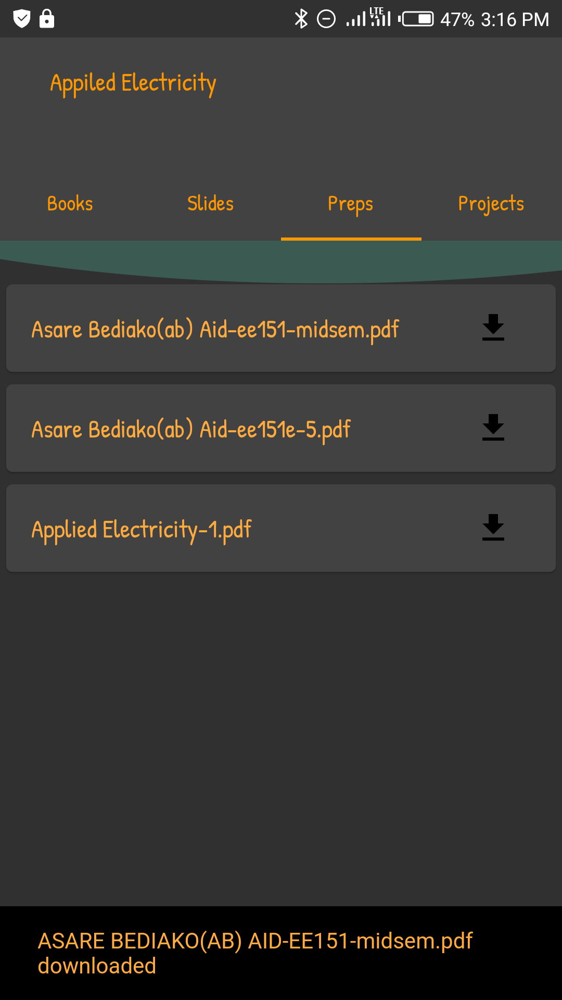 LTE 47% 3:16 PM
Appiled Electricity
Books Slides Preps Projects
Asare Bediako(ab) Aid-ee151-midsem.pdf
Asare Bediako(ab) Aid-ee151e-5.pdf
Applied Electricity-1.pdf
ASARE BEDIAKO(AB) AID-EE151-midsem.pdf
downloaded